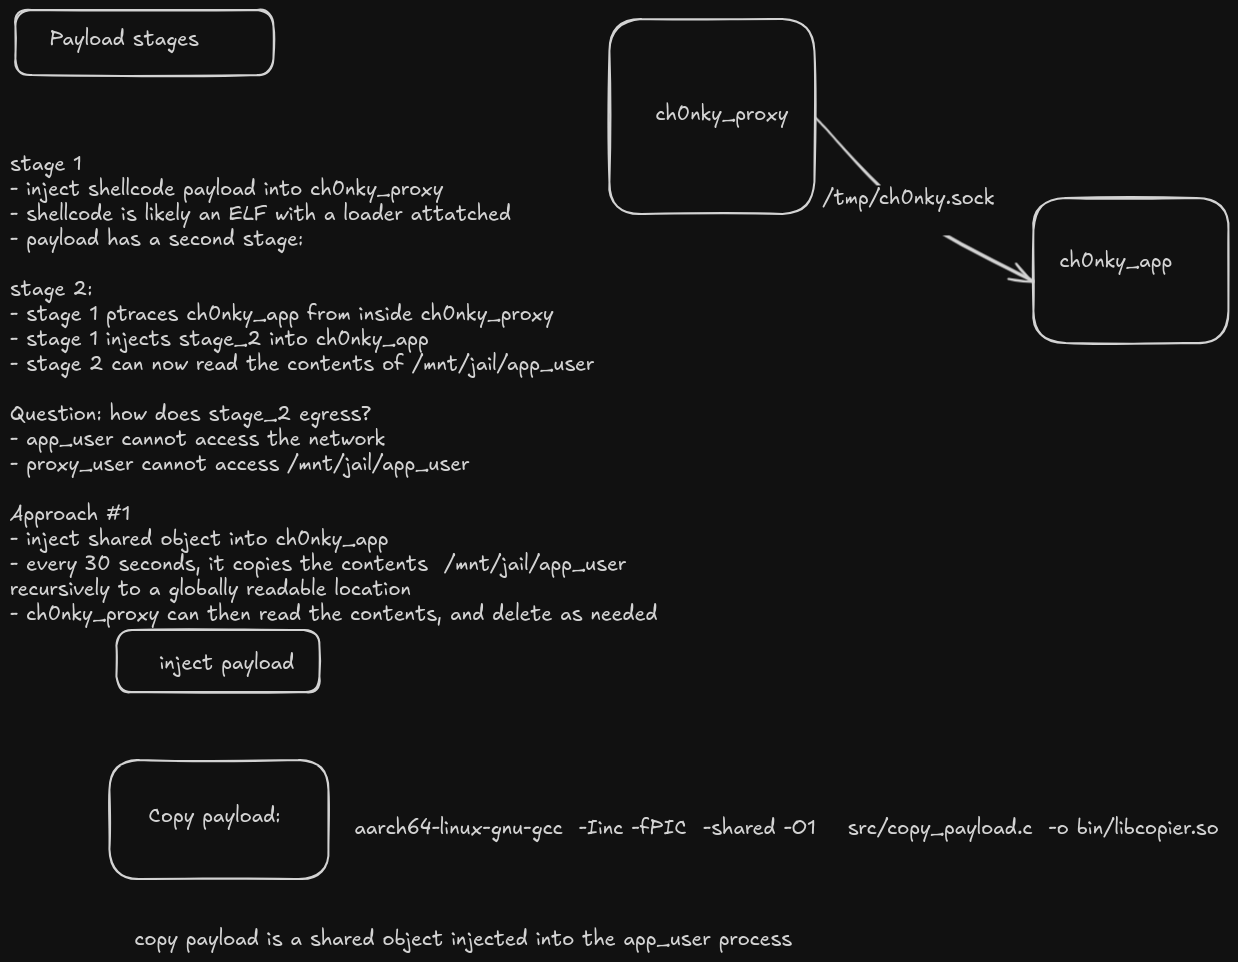 Payload stages
ch0nky_proxy
/tmp/ch0nky.sock
ch0nky_app
stage 1
- inject shellcode payload into ch0nky_proxy
- shellcode is likely an ELF with a loader attatched
- payload has a second stage:
stage 2:
- stage 1 ptraces ch0nky_app from inside ch0nky_proxy
- stage 1 injects stage_2 into ch0nky_app
- stage 2 can now read the contents of /mnt/jail/app_user
Question: how does stage_2 egress?
- app_user cannot access the network
- proxy_user cannot access /mnt/jail/app_user
Approach #1
- inject shared object into ch0nky_app
- every 30 seconds, it copies the contents  /mnt/jail/app_user
recursively to a globally readable location
- ch0nky_proxy can then read the contents, and delete as needed
inject payload
Copy payload:
aarch64-linux-gnu-gcc  -Iinc -fPIC  -shared -O1    src/copy_payload.c  -o bin/libcopier.so
copy payload is a shared object injected into the app_user process